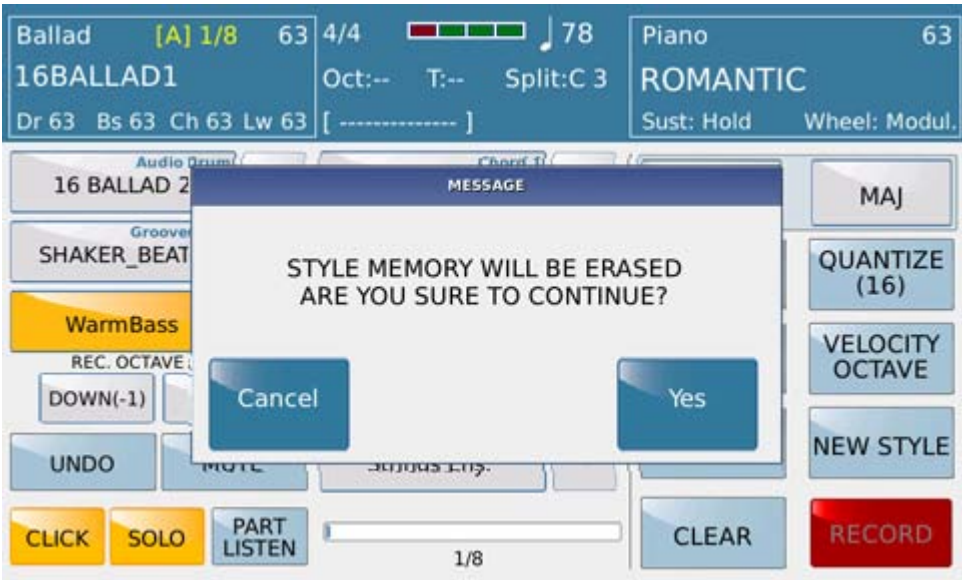 Ballad [A] 1/8 63
16BALLAD1
Dr 63 Bs 63 Ch 63 Lw 63
4/4 78
Oct:-- T:-- Split:C 3
[ -------------- ]
Piano 63
ROMANTIC
Sust: Hold Wheel: Modul.
Audio Drum
16 BALLAD 2
Chord 1
MAJ
Groove
SHAKER_BEAT
QUANTIZE
(16)
MESSAGE
STYLE MEMORY WILL BE ERASED
ARE YOU SURE TO CONTINUE?
Cancel
Yes
WarmBass
REC. OCTAVE
DOWN(-1)
VELOCITY
OCTAVE
UNDO
MUTE
NEW STYLE
CLICK
SOLO
PART
LISTEN
1/8
CLEAR
RECORD